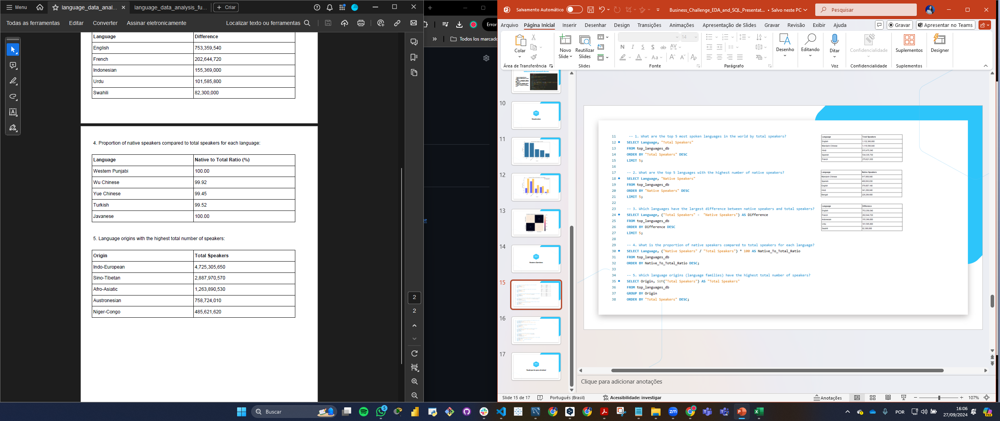 Menu
language_data_anal...
language_data_analysis_fu...
Criar
Todas as ferramentas
Editar
Converter
Assinar eletronicamente
Localizar texto ou ferramentas
Language Difference
English 753,359,540
French 202,644,720
Indonesian 155,369,000
Urdu 101,585,800
Swahili 82,300,000
4. Proportion of native speakers compared to total speakers for each language:
Language Native to Total Ratio (%)
Western Punjabi 100.00
Wu Chinese 99.92
Yue Chinese 99.45
Turkish 99.52
Javanese 100.00
5. Language origins with the highest total number of speakers:
Origin Total Speakers
Indo-European 4,725,305,650
Sino-Tibetan 2,887,970,570
Afro-Asiatic 1,263,890,530
Austronesian 758,724,010
Niger-Congo 485,621,620
2
2
Error
Todos los marcado
Salvamento Automático
Business_Challenge_EDA_and_SQL_Presentat... • Salvo neste PC
Pesquisar
Arquivo
Página Inicial
Inserir
Desenhar
Design
Transições
Animações
Apresentação de Slides
Gravar
Revisão
Exibir
Ajuda
Gravar
Apresentar no Teams
Colar
Área de Transferência
Novo Slide
Reutilizar Slides
Slides
14
N I S S ab AV
A Aa A A
Fonte
Parágrafo
Desenho
Editando
Ditar
Voz
Confidencialidade
Confidencialidade
Suplementos
Suplementos
Designer
10
11
12
13
14
15
16
17
Thank you for your attention!
11 -- 1. What are the top 5 most spoken languages in the world by total speakers?
12 SELECT Language, "Total Speakers"
13 FROM top_languages_db
14 ORDER BY "Total Speakers" DESC
15 LIMIT 5;
16
17 -- 2. What are the top 5 languages with the highest number of native speakers?
18 SELECT Language, "Native Speakers"
19 FROM top_languages_db
20 ORDER BY "Native Speakers" DESC
21 LIMIT 5;
22
23 -- 3. Which languages have the largest difference between native speakers and total speakers?
24 SELECT Language, ("Total Speakers" - "Native Speakers") AS Difference
25 FROM top_languages_db
26 ORDER BY Difference DESC
27 LIMIT 5;
28
29 -- 4. What is the proportion of native speakers compared to total speakers for each language?
30 SELECT Language, ("Native Speakers" / "Total Speakers") * 100 AS Native_To_Total_Ratio
31 FROM top_languages_db
32 ORDER BY Native_To_Total_Ratio DESC;
33
34 -- 5. Which language origins (language families) have the highest total number of speakers?
35 SELECT Origin, SUM("Total Speakers") AS "Total Speakers"
36 FROM top_languages_db
37 GROUP BY Origin
38 ORDER BY "Total Speakers" DESC;
Language Total Speakers
English 1,132,366,680
Mandarin Chinese 1,116,596,640
Hindi 615,475,540
Spanish 534,335,730
French 279,821,930
Language Native Speakers
Mandarin Chinese 917,868,640
Spanish 460,093,030
English 379,007,140
Hindi 341,208,640
Bengali 228,289,600
Language Difference
English 753,359,540
French 202,644,720
Indonesian 155,369,000
Urdu 101,585,800
Swahili 82,300,000
Clique para adicionar anotações
Slide 15 de 17
Português (Brasil)
Acessibilidade: investigar
Anotações
107%
Buscar
5
zm
POR
16:06
27/09/2024
PRE